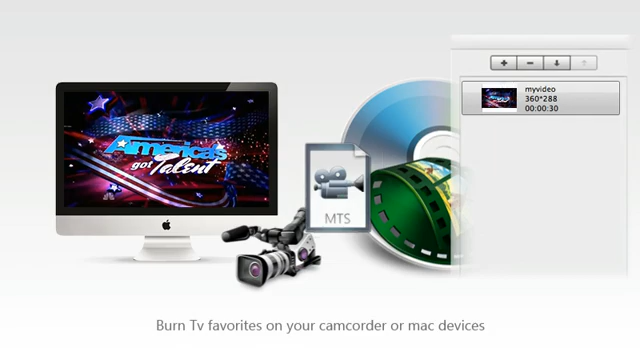 America's
got Talent
MTS
myvideo
360*288
00:00:30
Burn Tv favorites on your camcorder or mac devices